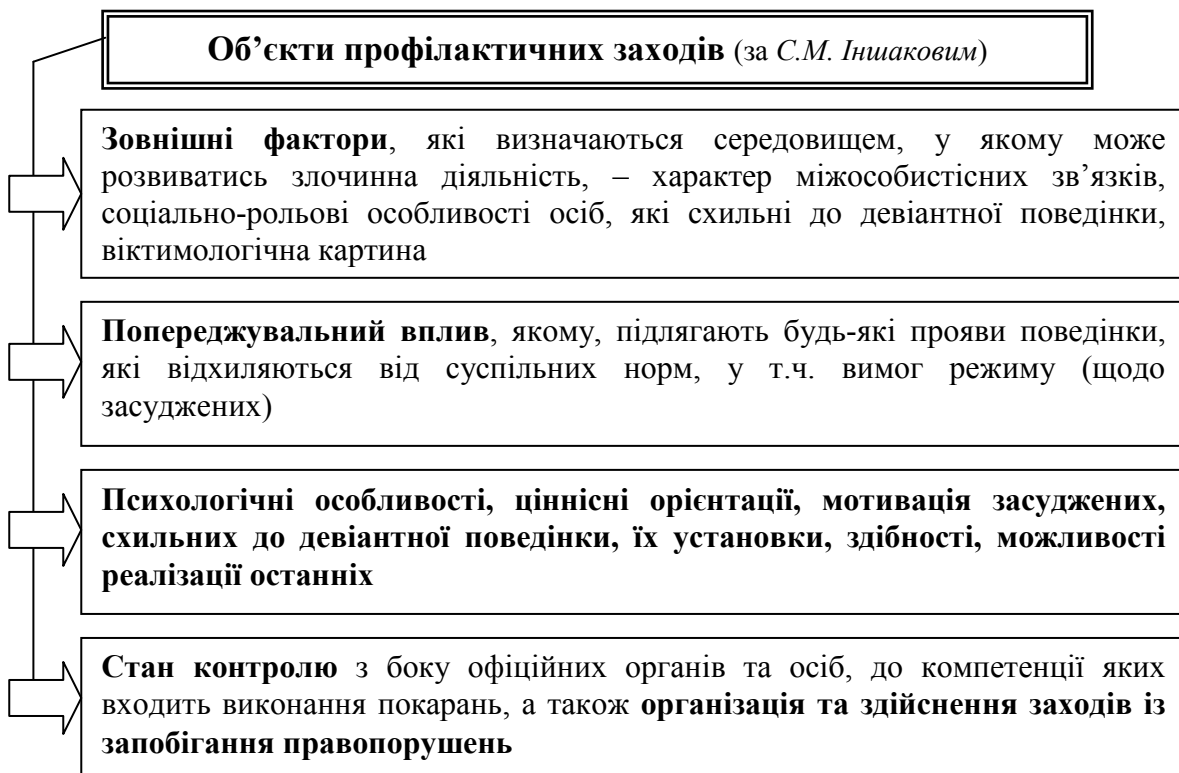 Об’єкти профілактичних заходів (за С.М. Іншаковим)
Зовнішні фактори, які визначаються середовищем, у якому може
розвиватись злочинна діяльність, – характер міжособистісних зв’язків,
соціально-рольові особливості осіб, які схильні до девіантної поведінки,
віктимологічна картина
Попереджувальний вплив, якому, підлягають будь-які прояви поведінки,
які відхиляються від суспільних норм, у т.ч. вимог режиму (щодо
засуджених)
Психологічні особливості, ціннісні орієнтації, мотивація засуджених,
схильних до девіантної поведінки, їх установки, здібності, можливості
реалізації останніх
Стан контролю з боку офіційних органів та осіб, до компетенції яких
входить виконання покарань, а також організація та здійснення заходів із
запобігання правопорушень